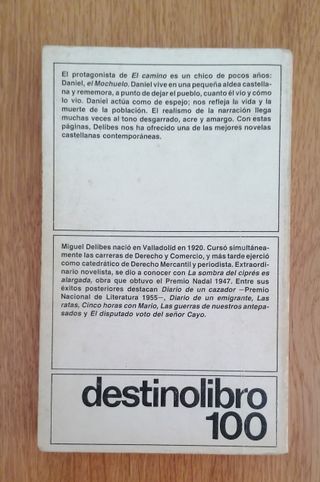 El protagonista de El camino es un chico de pocos años:
Daniel, el Mochuelo. Daniel vive en una pequeña aldea castella-
na y rememora, a punto de dejar el pueblo, cuanto él vio y cómo
lo vio. Daniel actúa como de espejo; nos refleja la vida y la
muerte de la población. El realismo de la narración llega
muchas veces al tono desgarrado, acre y amargo. Con estas
páginas, Delibes nos ha ofrecido una de las mejores novelas
castellanas contemporáneas.
Miguel Delibes nació en Valladolid en 1920. Cursó simultánea-
mente las carreras de Derecho y Comercio, y más tarde ejerció
como catedrático de Derecho Mercantil y periodista. Extraordi-
nario novelista, se dio a conocer con La sombra del ciprés es
alargada, obra que obtuvo el Premio Nadal 1947. Entre sus
éxitos posteriores destacan Diario de un cazador —Premio
Nacional de Literatura 1955—, Diario de un emigrante, Las
ratas, Cinco horas con Mario, Las guerras de nuestros antepa-
sados y El disputado voto del señor Cayo.
destinolibro
100